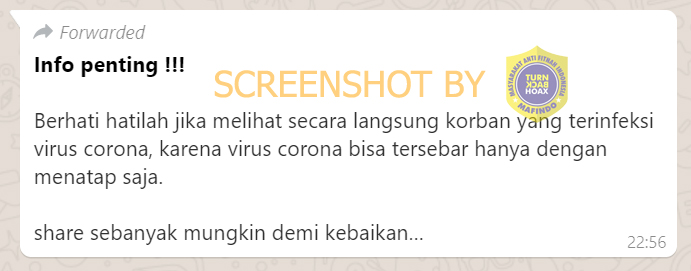 Forwarded
Info penting !!!
SCREENSHOT BY
MASYARAKAT ANTI FITNAH INDONESIA
TURN
BACK
HOAX
MAFINDO
Berhati hatilah jika melihat secara langsung korban yang terinfeksi
virus corona, karena virus corona bisa tersebar hanya dengan
menatap saja.
share sebanyak mungkin demi kebaikan...
22:56